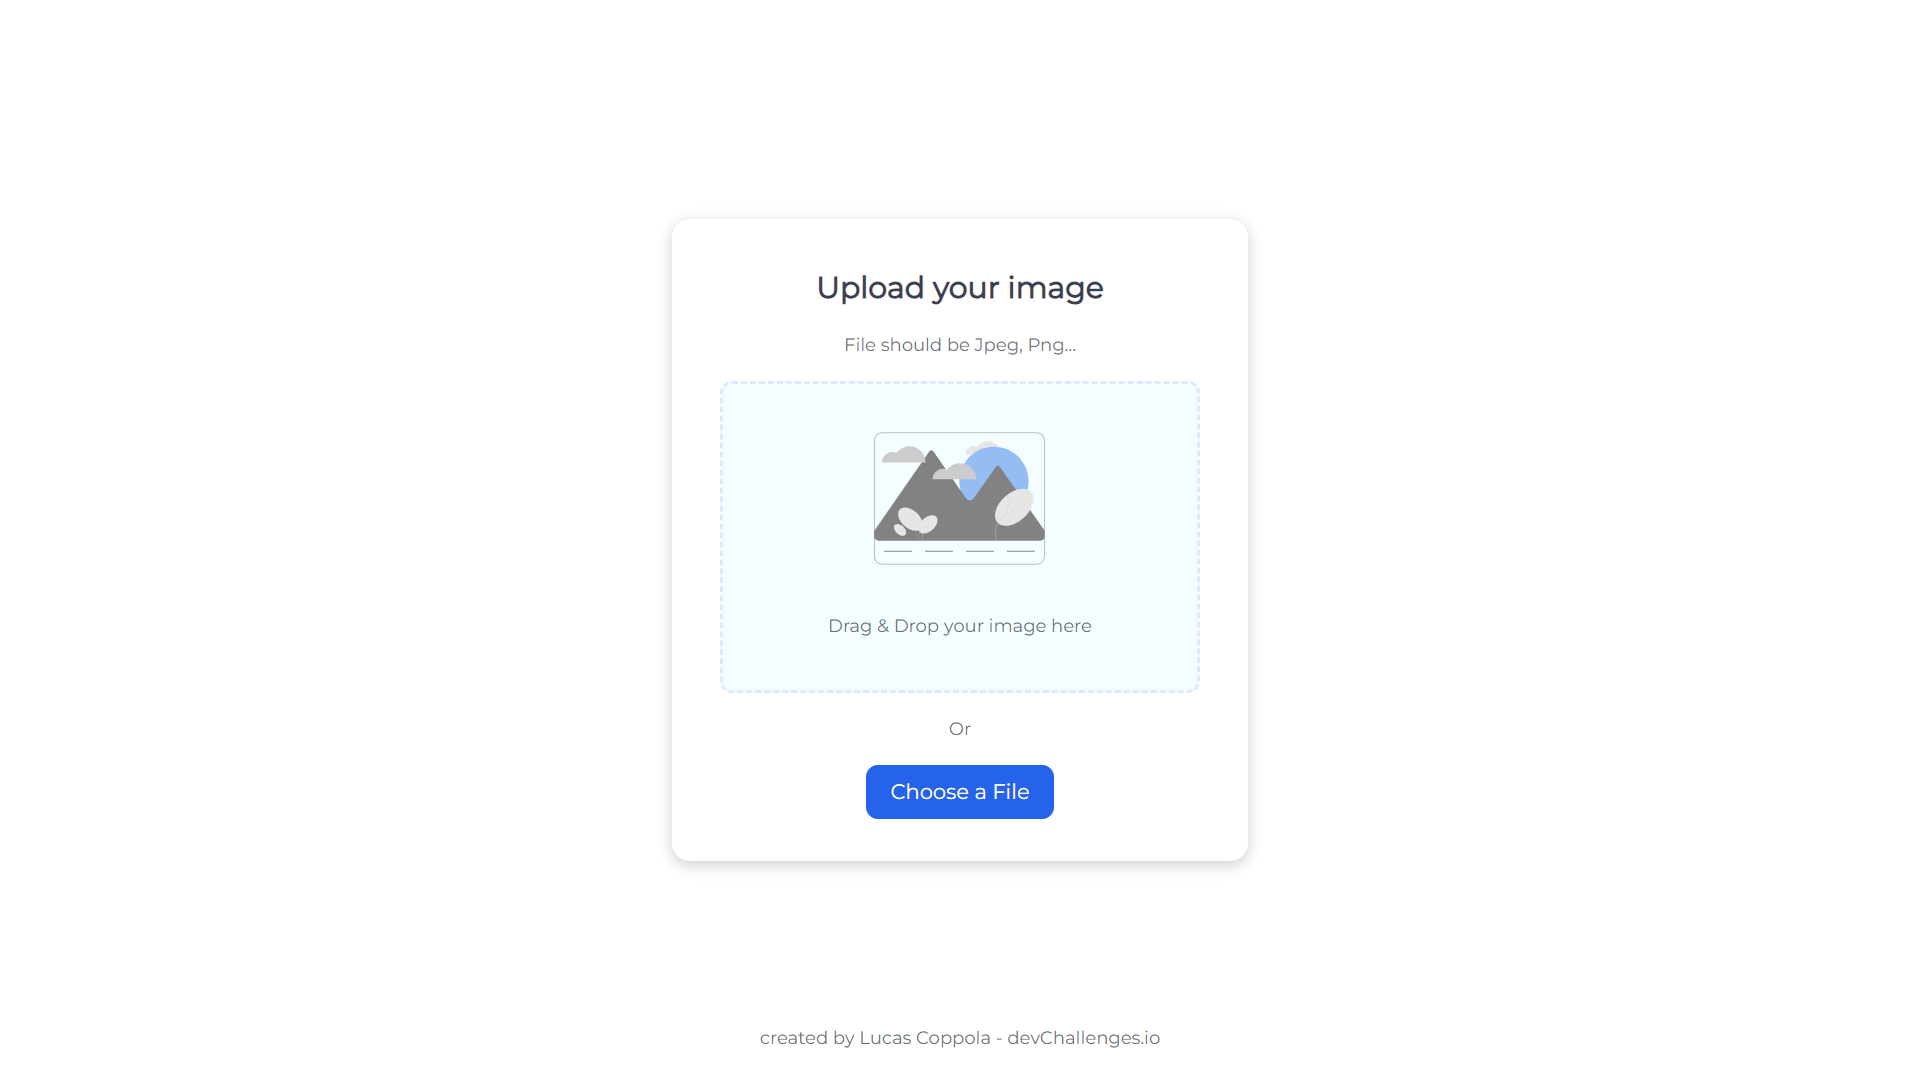 Upload your image
File should be Jpeg, Png...
Drag & Drop your image here
Or
Choose a File
created by Lucas Coppola - devChallenges.io